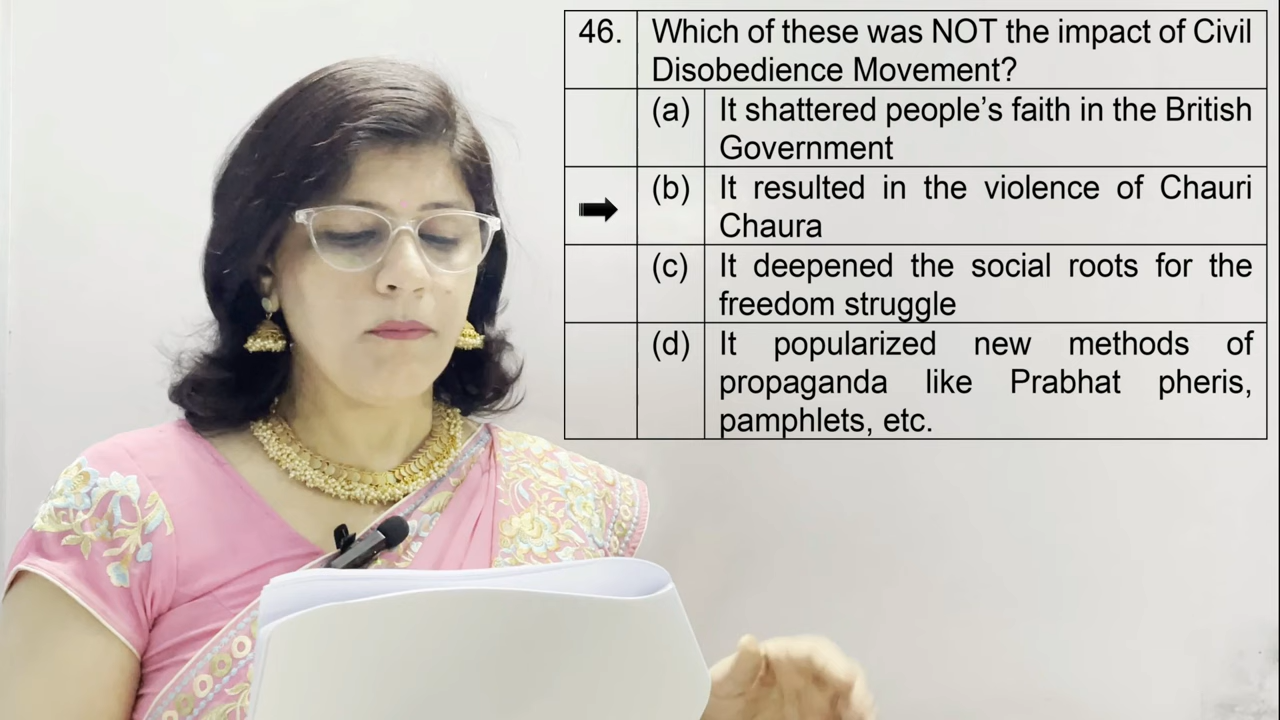 46. Which of these was NOT the impact of Civil
Disobedience Movement?
(a) It shattered people’s faith in the British
Government
(b) It resulted in the violence of Chauri
Chaura
(c) It deepened the social roots for the
freedom struggle
(d) It popularized new methods of
propaganda like Prabhat pheris,
pamphlets, etc.